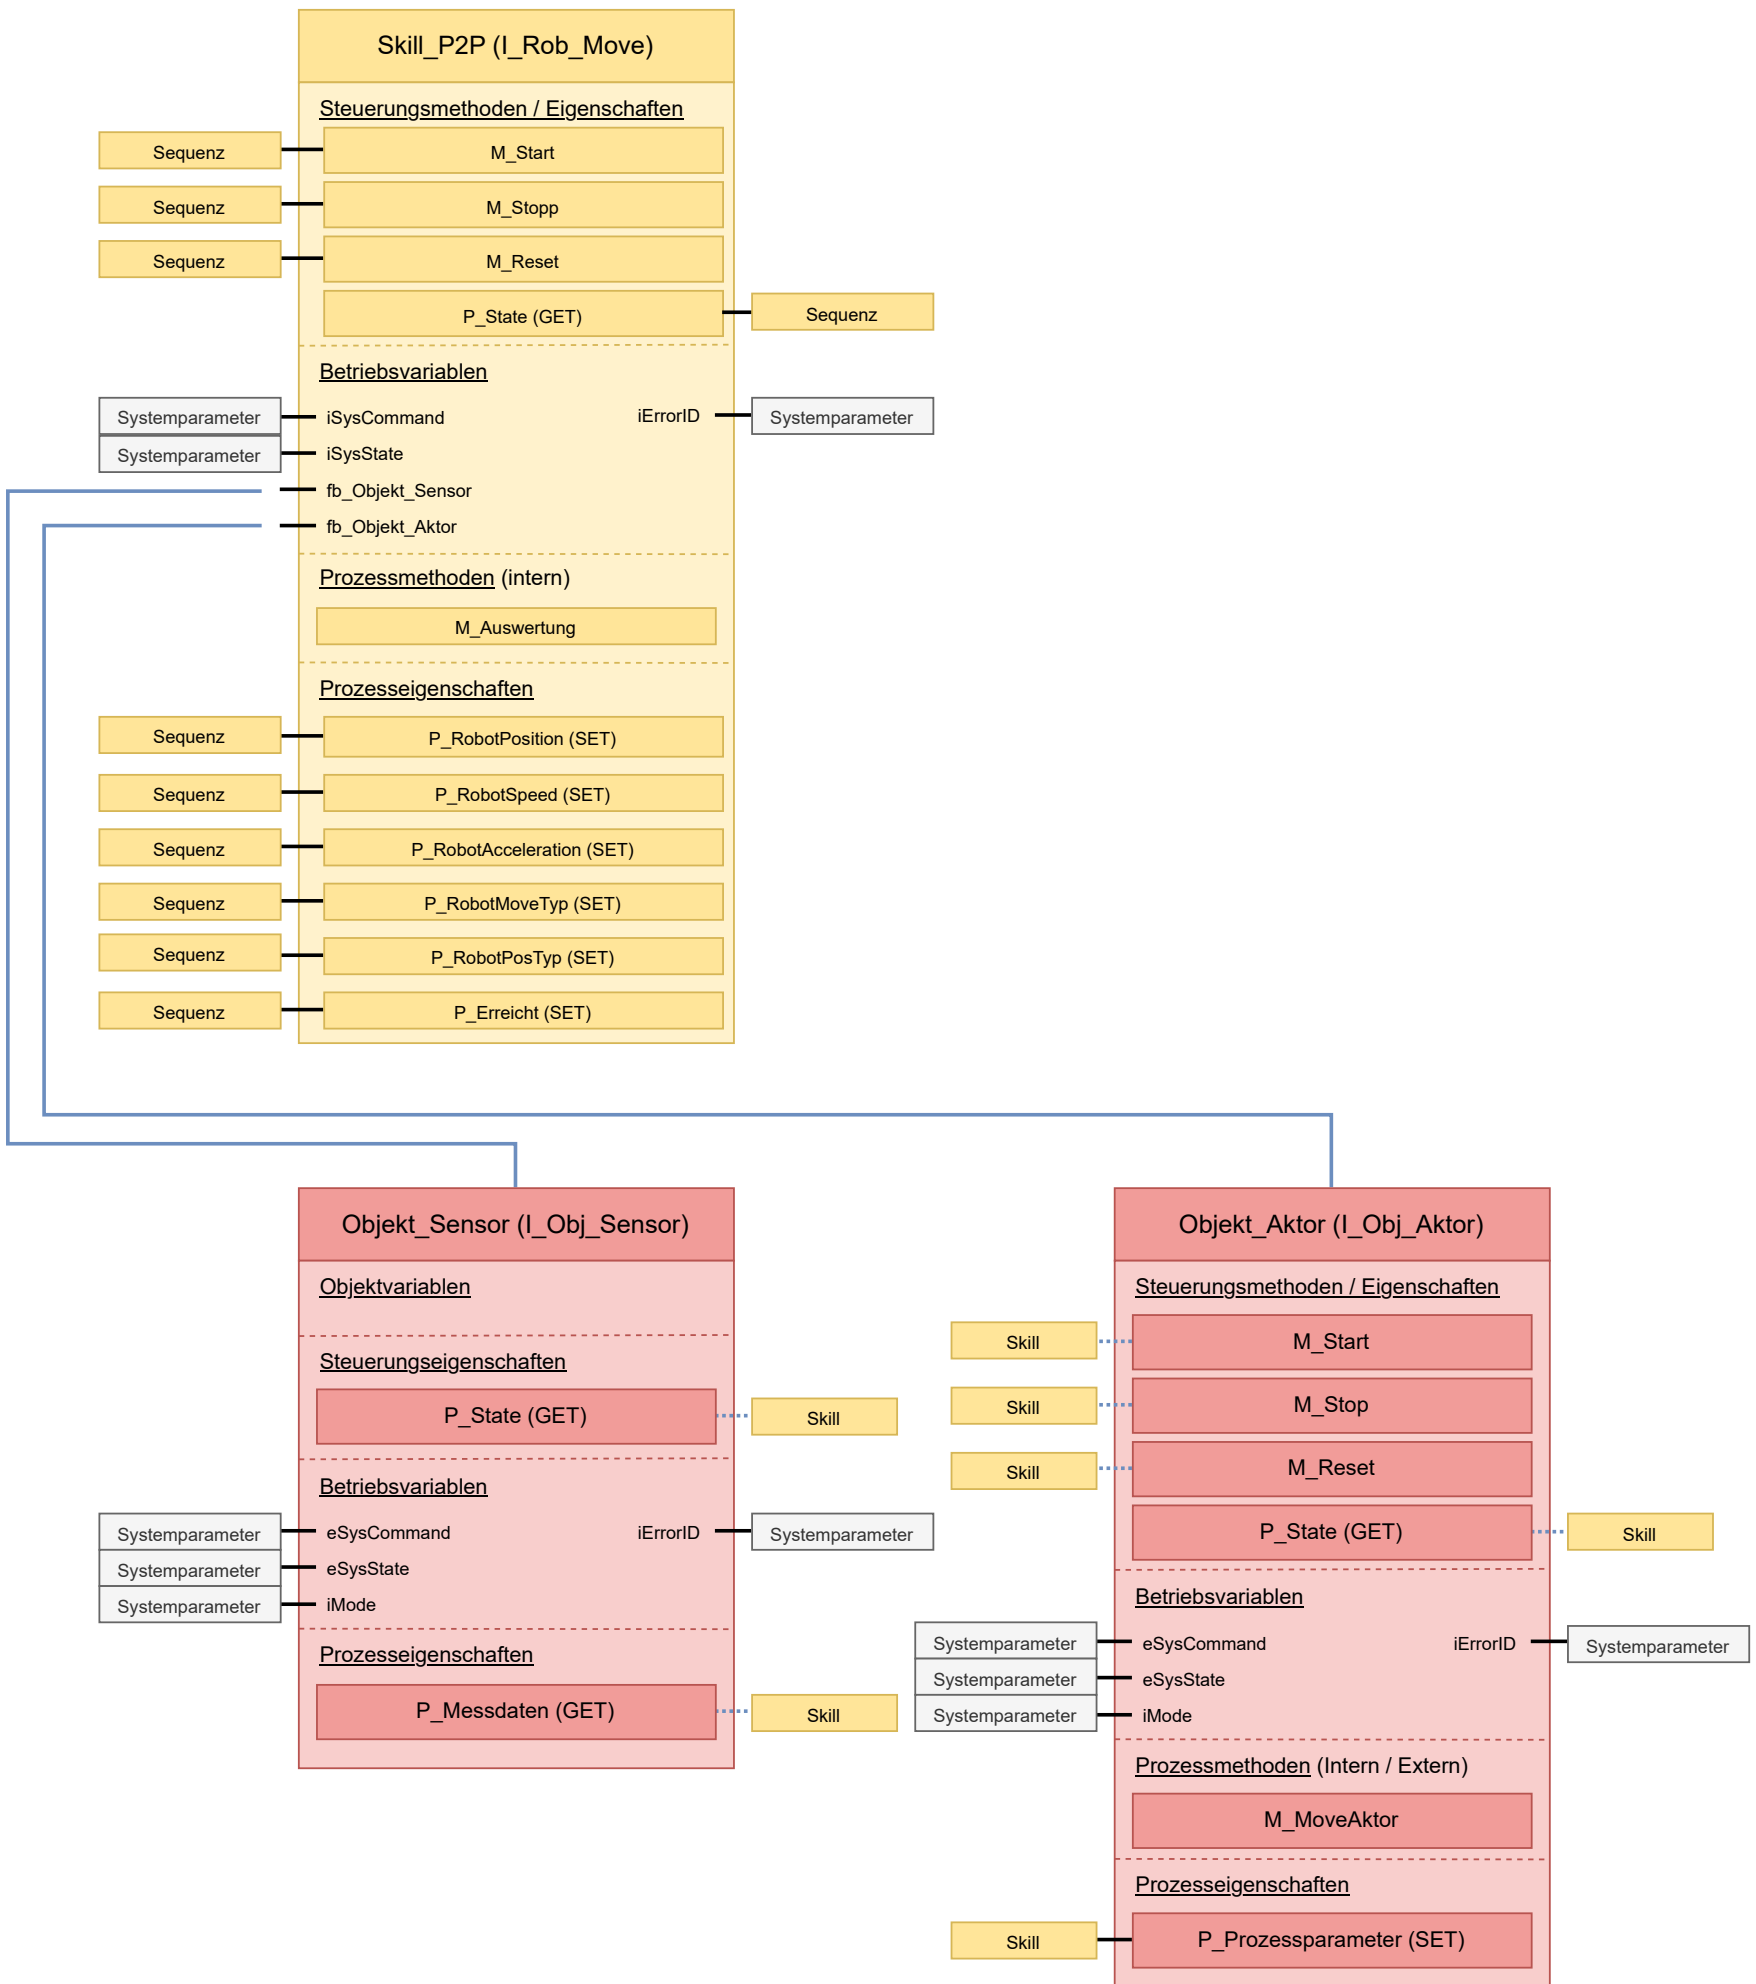 Skill_P2P (I_Rob_Move)
Steuerungsmethoden / Eigenschaften
Sequenz M_Start
Sequenz M_Stopp
Sequenz M_Reset
P_State (GET) Sequenz
Betriebsvariablen
Systemparameter iSysCommand iErrorID Systemparameter
Systemparameter iSysState
fb_Objekt_Sensor
fb_Objekt_Aktor
Prozessmethoden (intern)
M_Auswertung
Prozesseigenschaften
Sequenz P_RobotPosition (SET)
Sequenz P_RobotSpeed (SET)
Sequenz P_RobotAcceleration (SET)
Sequenz P_RobotMoveTyp (SET)
Sequenz P_RobotPosTyp (SET)
Sequenz P_Erreicht (SET)
Objekt_Sensor (I_Obj_Sensor)
Objektvariablen
Steuerungseigenschaften
P_State (GET) Skill
Betriebsvariablen
Systemparameter eSysCommand iErrorID Systemparameter
Systemparameter eSysState
Systemparameter iMode
Prozesseigenschaften
P_Messdaten (GET) Skill
Objekt_Aktor (I_Obj_Aktor)
Steuerungsmethoden / Eigenschaften
Skill M_Start
Skill M_Stop
Skill M_Reset
P_State (GET) Skill
Betriebsvariablen
Systemparameter eSysCommand iErrorID Systemparameter
Systemparameter eSysState
Systemparameter iMode
Prozessmethoden (Intern / Extern)
M_MoveAktor
Prozesseigenschaften
Skill P_Prozessparameter (SET)